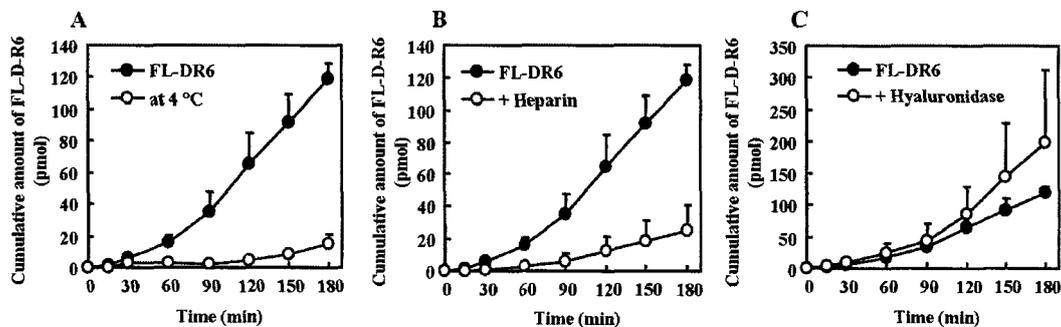 A
Cumulative amount of FL-D-R6
(pmol)
140
120
100
80
60
40
20
0
FL-DR6
at 4 °C
0 30 60 90 120 150 180
Time (min)
B
Cumulative amount of FL-D-R6
(pmol)
140
120
100
80
60
40
20
0
FL-DR6
+ Heparin
0 30 60 90 120 150 180
Time (min)
C
Cumulative amount of FL-D-R6
(pmol)
350
300
250
200
150
100
50
0
FL-DR6
+ Hyaluronidase
0 30 60 90 120 150 180
Time (min)